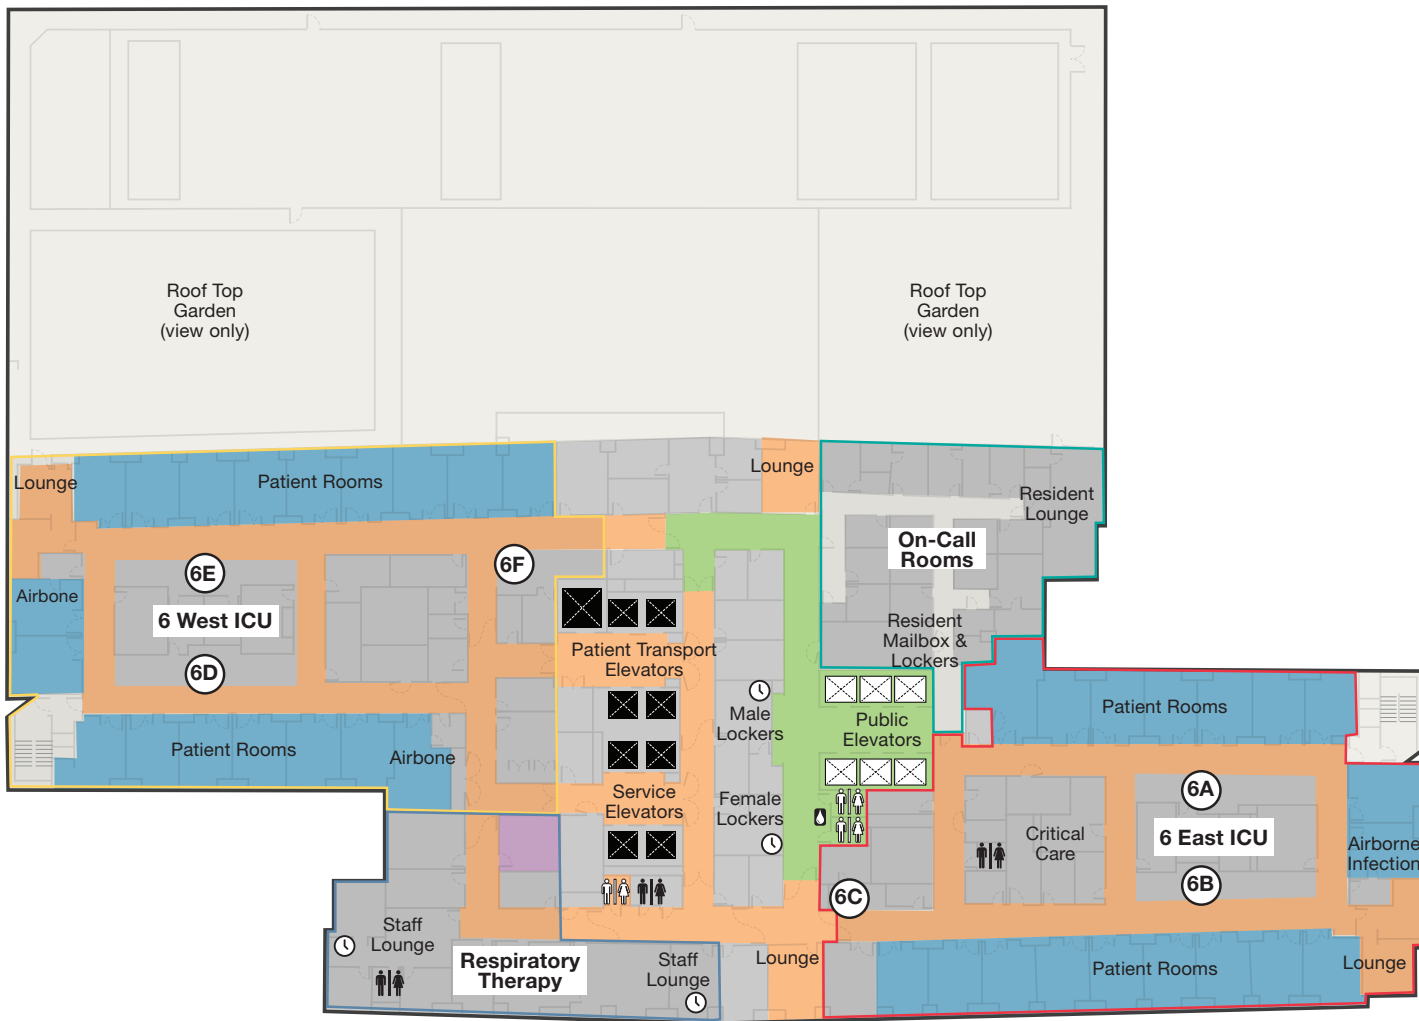 Roof Top
Garden
(view only)
Roof Top
Garden
(view only)
Lounge
Patient Rooms
Lounge
Resident
Lounge
On-Call
Rooms
6E
6F
Airbone
6 West ICU
Resident
Mailbox &
Lockers
Patient Transport
Elevators
6D
Male
Lockers
Public
Elevators
Patient Rooms
Patient Rooms
Airbone
Service
Elevators
Female
Lockers
6A
Critical
Care
6 East ICU
Airborne
Infection
6B
6C
Staff
Lounge
Respiratory
Therapy
Staff
Lounge
Lounge
Patient Rooms
Lounge